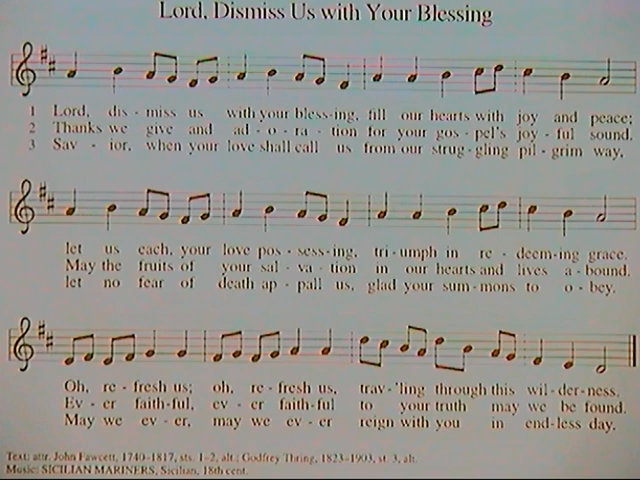 Lord, Dismiss Us with Your Blessing
1 Lord, dis - miss us with your bless - ing, fill our hearts with joy and peace;
2 Thanks we give and ad - o - ra - tion for your gos - pel's joy - ful sound.
3 Sav - ior, when your love shall call us from our strug - gling pil - grim way,
let us each, your love pos - sess - ing, tri - umph in re - deem - ing grace.
May the fruits of your sal - va - tion in our hearts and lives a - bound.
let no fear of death ap - pall us, glad your sum - mons to o - bey.
Oh, re - fresh us; oh, re - fresh us, trav - 'ling through this wil - der - ness.
Ev - er faith - ful, ev - er faith - ful to your truth may we be found.
May we ev - er, may we ev - er reign with you in end - less day.
Text: attr. John Fawcett, 1740–1817, sts. 1–2, alt.; Godfrey Thring, 1823–1903, st. 3, alt.
Music: SICILIAN MARINERS, Sicilian, 18th cent.